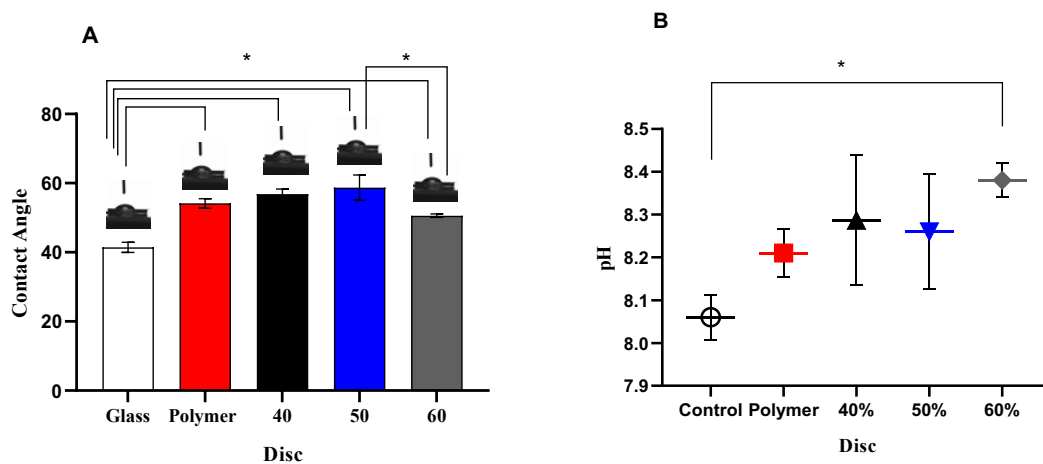 A
*
*
80
60
40
20
0
Contact Angle
Glass Polymer 40 50 60
Disc
B
*
8.5
8.4
8.3
8.2
8.1
8.0
7.9
pH
Control Polymer 40% 50% 60%
Disc